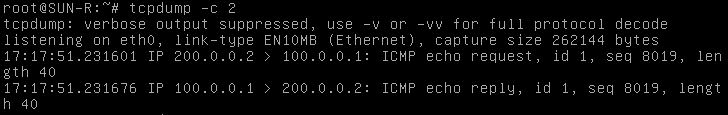 root@SUN-R:~# tcpdump -c 2
tcpdump: verbose output suppressed, use -v or -vv for full protocol decode
listening on eth0, link-type EN10MB (Ethernet), capture size 262144 bytes
17:17:51.231601 IP 200.0.0.2 > 100.0.0.1: ICMP echo request, id 1, seq 8019, len
gth 40
17:17:51.231676 IP 100.0.0.1 > 200.0.0.2: ICMP echo reply, id 1, seq 8019, lengt
h 40